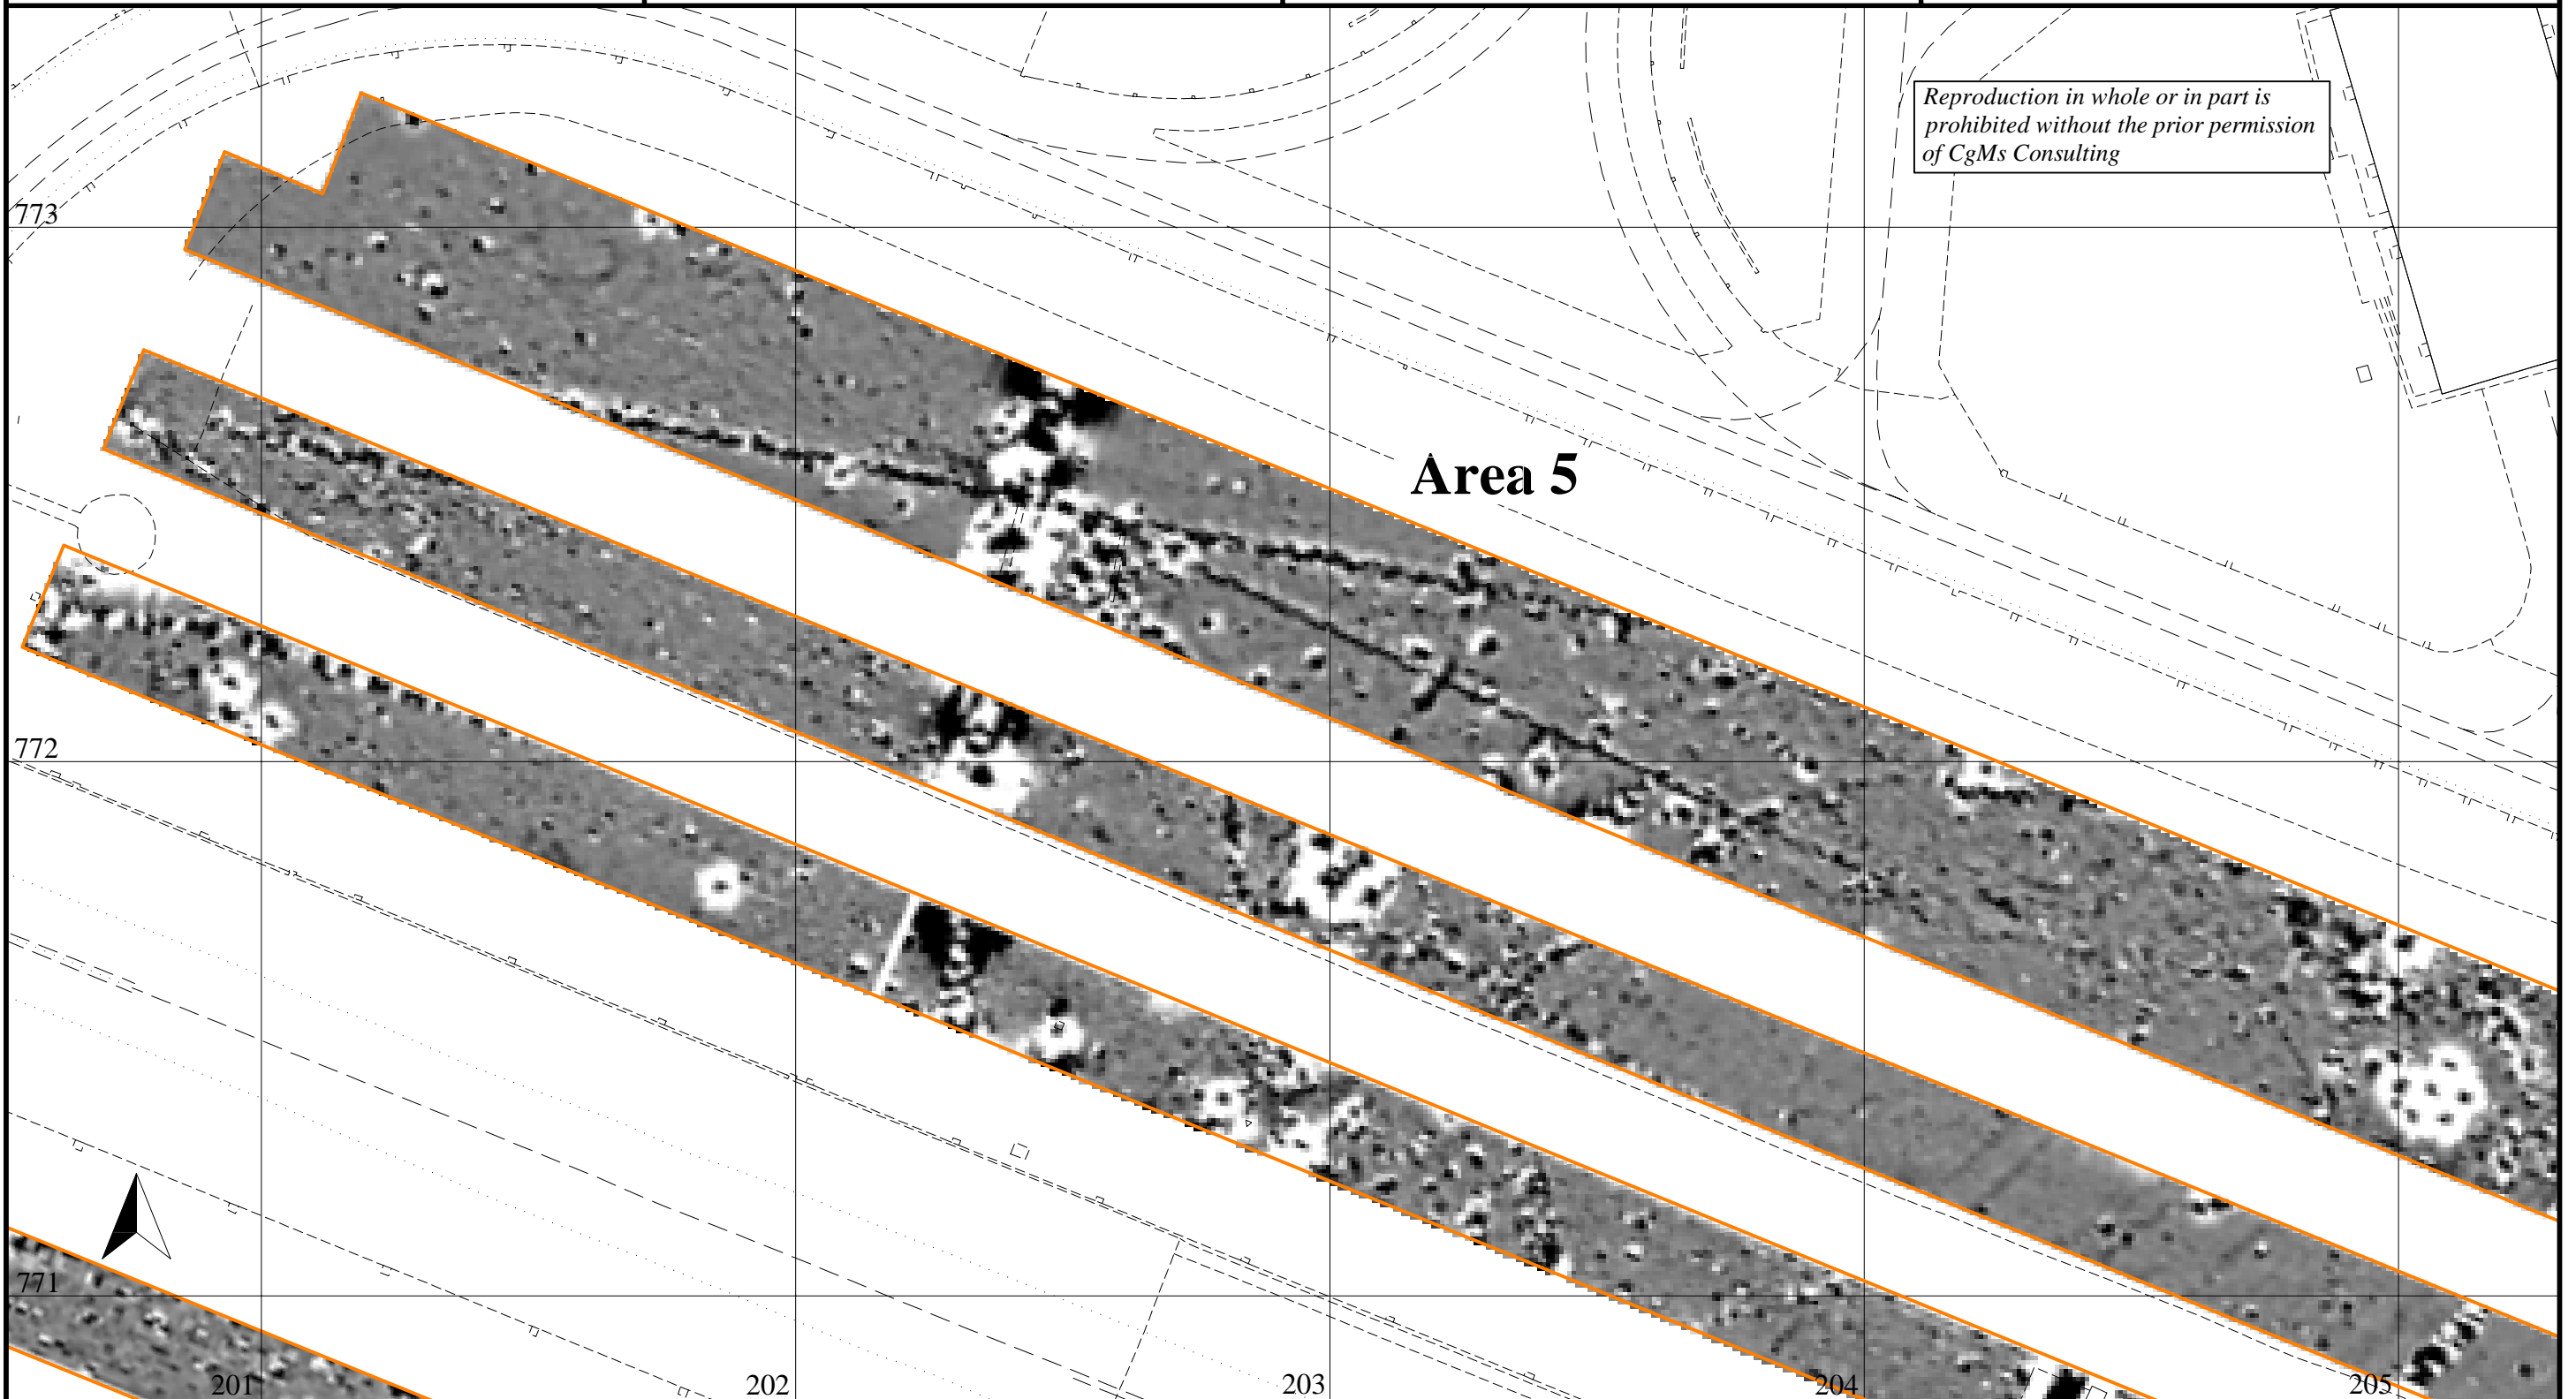 Reproduction in whole or in part is
prohibited without the prior permission
of CgMs Consulting
773
Area 5
772
771
201
202
203
204
205